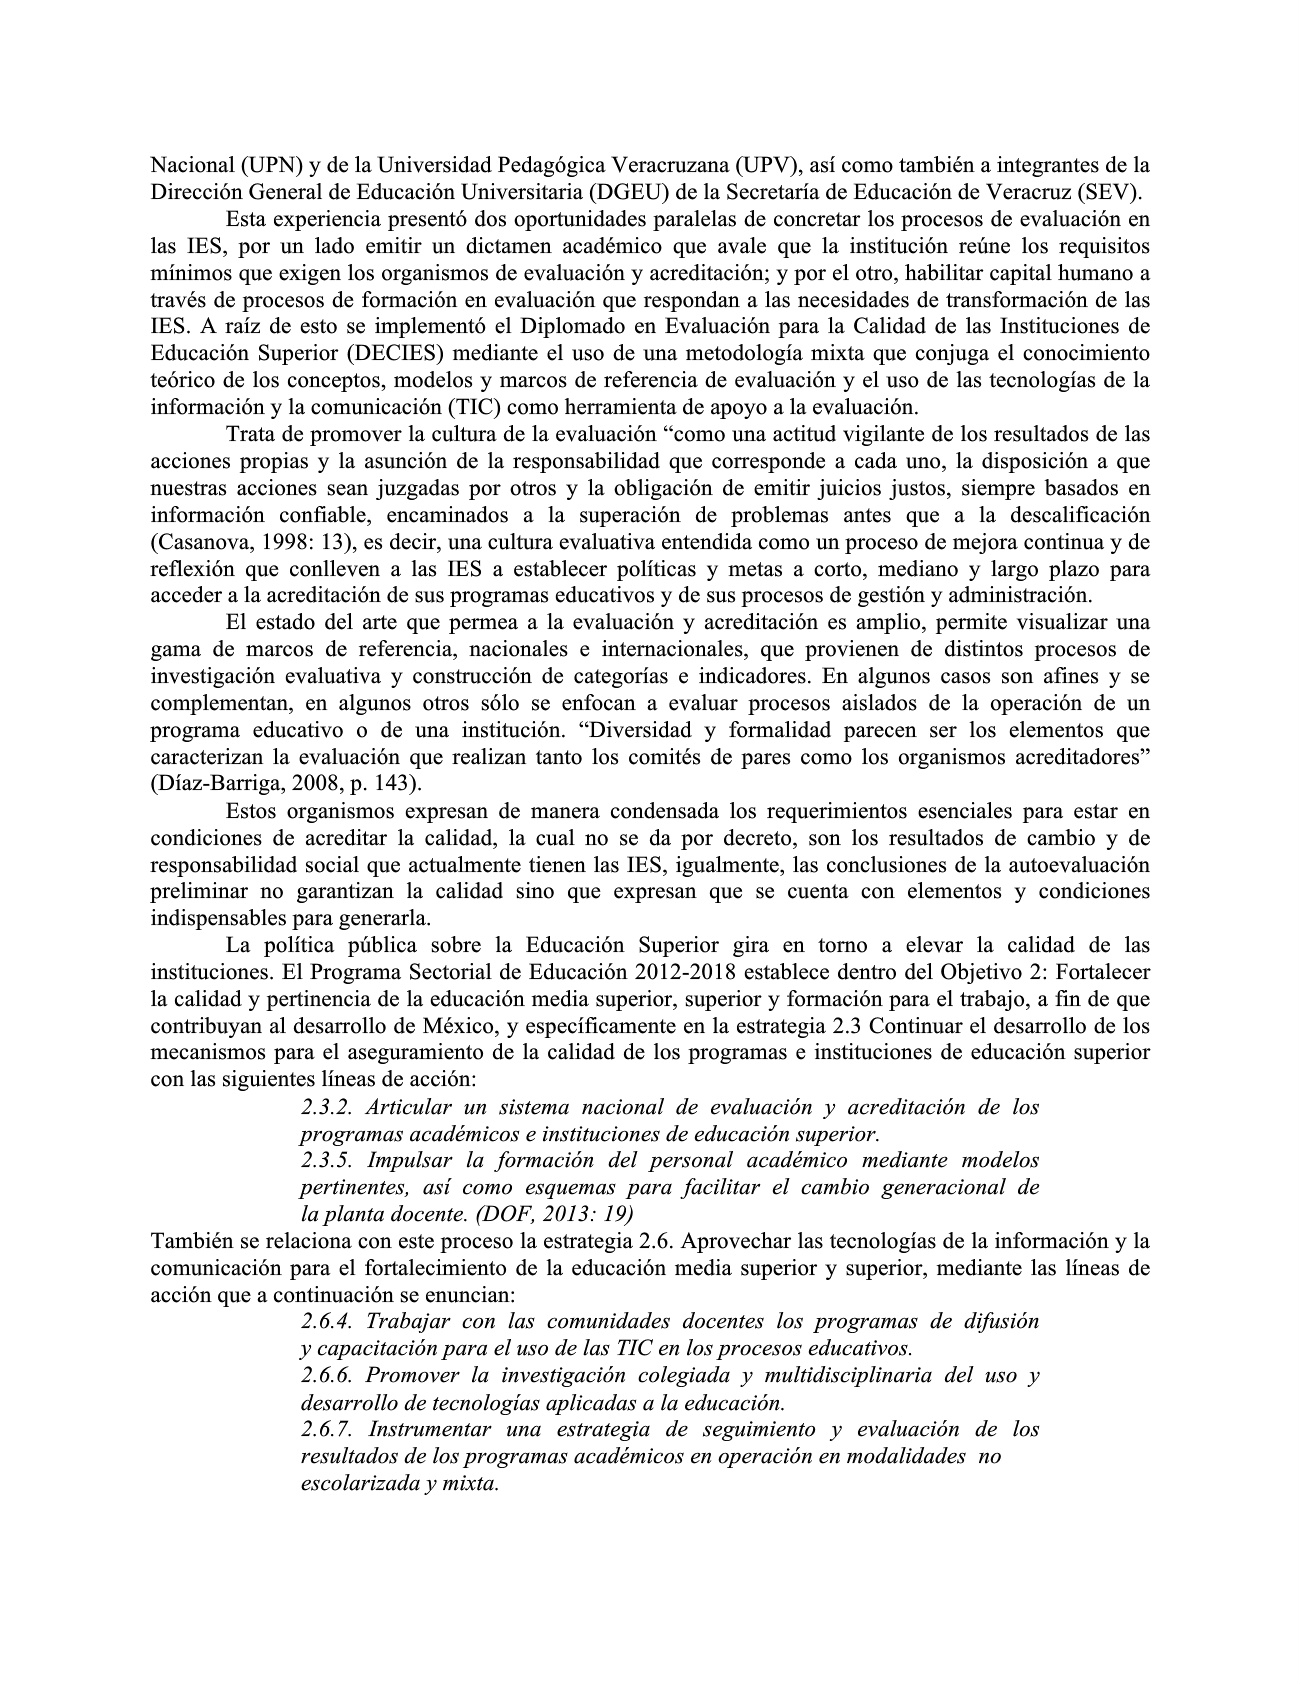 Nacional (UPN) y de la Universidad Pedagógica Veracruzana (UPV), así como también a integrantes de la
Dirección General de Educación Universitaria (DGEU) de la Secretaría de Educación de Veracruz (SEV).
Esta experiencia presentó dos oportunidades paralelas de concretar los procesos de evaluación en
las IES, por un lado emitir un dictamen académico que avale que la institución reúne los requisitos
mínimos que exigen los organismos de evaluación y acreditación; y por el otro, habilitar capital humano a
través de procesos de formación en evaluación que respondan a las necesidades de transformación de las
IES. A raíz de esto se implementó el Diplomado en Evaluación para la Calidad de las Instituciones de
Educación Superior (DECIES) mediante el uso de una metodología mixta que conjuga el conocimiento
teórico de los conceptos, modelos y marcos de referencia de evaluación y el uso de las tecnologías de la
información y la comunicación (TIC) como herramienta de apoyo a la evaluación.
Trata de promover la cultura de la evaluación “como una actitud vigilante de los resultados de las
acciones propias y la asunción de la responsabilidad que corresponde a cada uno, la disposición a que
nuestras acciones sean juzgadas por otros y la obligación de emitir juicios justos, siempre basados en
información confiable, encaminados a la superación de problemas antes que a la descalificación
(Casanova, 1998: 13), es decir, una cultura evaluativa entendida como un proceso de mejora continua y de
reflexión que conlleven a las IES a establecer políticas y metas a corto, mediano y largo plazo para
acceder a la acreditación de sus programas educativos y de sus procesos de gestión y administración.
El estado del arte que permea a la evaluación y acreditación es amplio, permite visualizar una
gama de marcos de referencia, nacionales e internacionales, que provienen de distintos procesos de
investigación evaluativa y construcción de categorías e indicadores. En algunos casos son afines y se
complementan, en algunos otros sólo se enfocan a evaluar procesos aislados de la operación de un
programa educativo o de una institución. “Diversidad y formalidad parecen ser los elementos que
caracterizan la evaluación que realizan tanto los comités de pares como los organismos acreditadores”
(Díaz-Barriga, 2008, p. 143).
Estos organismos expresan de manera condensada los requerimientos esenciales para estar en
condiciones de acreditar la calidad, la cual no se da por decreto, son los resultados de cambio y de
responsabilidad social que actualmente tienen las IES, igualmente, las conclusiones de la autoevaluación
preliminar no garantizan la calidad sino que expresan que se cuenta con elementos y condiciones
indispensables para generarla.
La política pública sobre la Educación Superior gira en torno a elevar la calidad de las
instituciones. El Programa Sectorial de Educación 2012-2018 establece dentro del Objetivo 2: Fortalecer
la calidad y pertinencia de la educación media superior, superior y formación para el trabajo, a fin de que
contribuyan al desarrollo de México, y específicamente en la estrategia 2.3 Continuar el desarrollo de los
mecanismos para el aseguramiento de la calidad de los programas e instituciones de educación superior
con las siguientes líneas de acción:
2.3.2. Articular un sistema nacional de evaluación y acreditación de los
programas académicos e instituciones de educación superior.
2.3.5. Impulsar la formación del personal académico mediante modelos
pertinentes, así como esquemas para facilitar el cambio generacional de
la planta docente. (DOF, 2013: 19)
También se relaciona con este proceso la estrategia 2.6. Aprovechar las tecnologías de la información y la
comunicación para el fortalecimiento de la educación media superior y superior, mediante las líneas de
acción que a continuación se enuncian:
2.6.4. Trabajar con las comunidades docentes los programas de difusión
y capacitación para el uso de las TIC en los procesos educativos.
2.6.6. Promover la investigación colegiada y multidisciplinaria del uso y
desarrollo de tecnologías aplicadas a la educación.
2.6.7. Instrumentar una estrategia de seguimiento y evaluación de los
resultados de los programas académicos en operación en modalidades no
escolarizada y mixta.